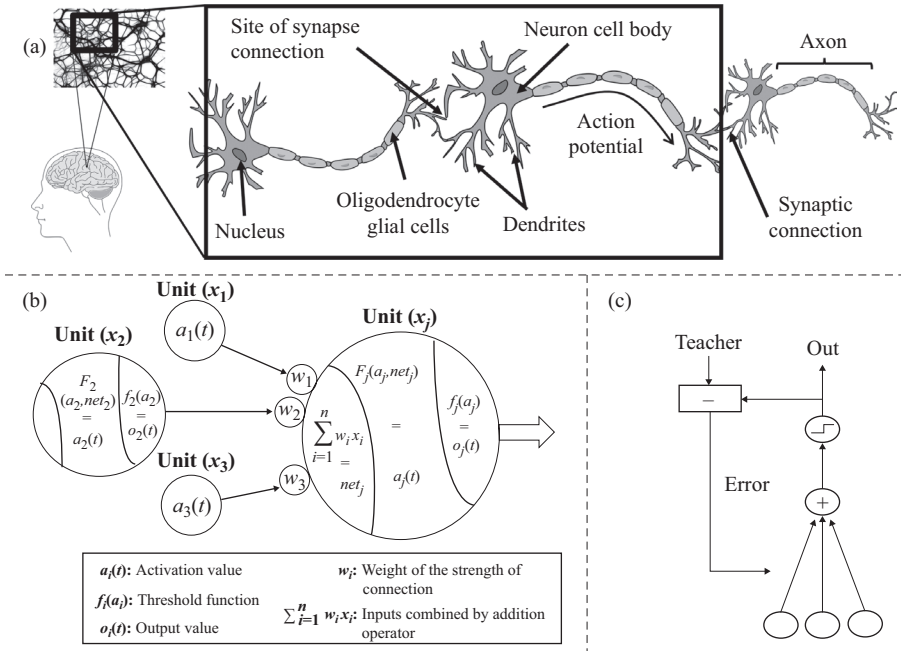 (a)
Site of synapse
connection
Neuron cell body
Axon
Action
potential
Nucleus
Oligodendrocyte
glial cells
Dendrites
Synaptic
connection
(b)
Unit (x₁)
a₁(t)
Unit (x₂)
F₂
(a₂,net₂)
=
a₂(t)
f₂(a₂)
=
o₂(t)
Unit (x₃)
a₃(t)
w₁
w₂
w₃
Unit (xⱼ)
n
∑ wᵢxᵢ
i=1
=
netⱼ
Fⱼ(aⱼ,netⱼ)
=
aⱼ(t)
fⱼ(aⱼ)
=
oⱼ(t)
aᵢ(t): Activation value
fᵢ(aᵢ): Threshold function
oᵢ(t): Output value
wᵢ: Weight of the strength of
connection
∑ⁿᵢ₌₁ wᵢxᵢ: Inputs combined by addition
operator
(c)
Teacher
Out
−
Error
+